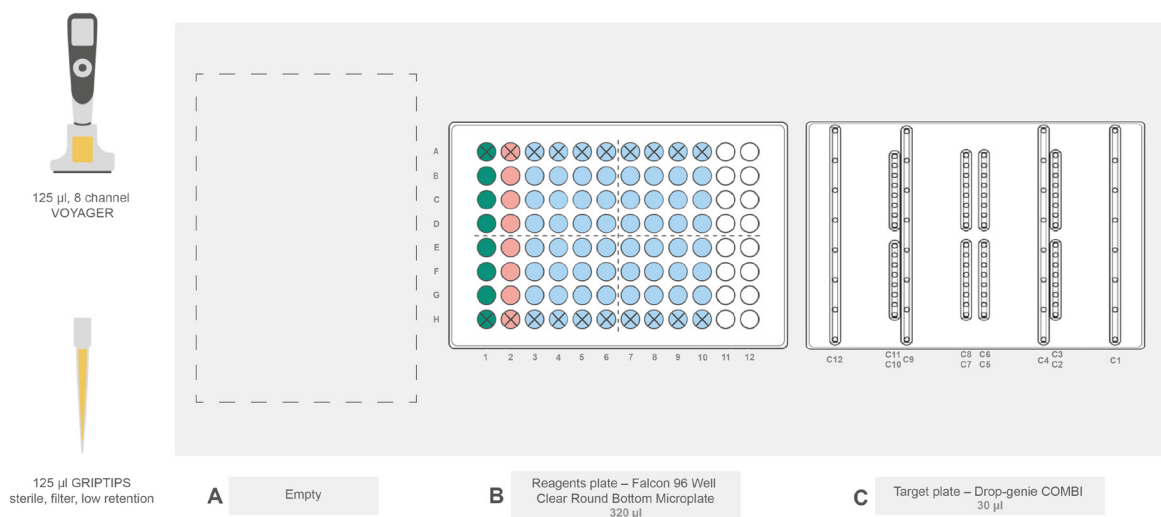 125 µl, 8 channel
VOYAGER
125 µl GRIPTIPS
sterile, filter, low retention
A
B
C
D
E
F
G
H
1 2 3 4 5 6 7 8 9 10 11 12
C12 C11 C9 C8 C6 C4 C3 C1
C10 C7 C5 C2
A Empty
B Reagents plate – Falcon 96 Well
Clear Round Bottom Microplate
320 µl
C Target plate – Drop-genie COMBI
30 µl